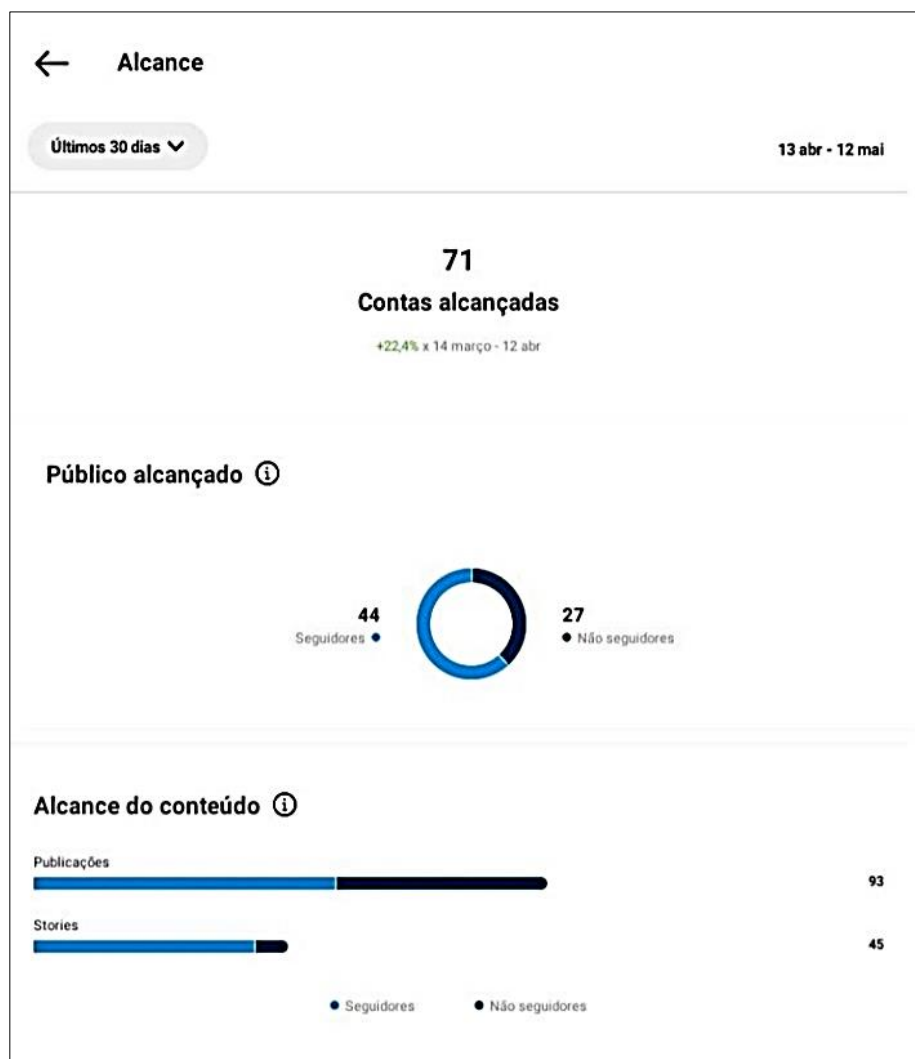 Alcance
Últimos 30 dias
13 abr - 12 mai
71
Contas alcançadas
+22,4% x 14 março - 12 abr
Público alcançado
44
Seguidores
27
Não seguidores
Alcance do conteúdo
Publicações
93
Stories
45
Seguidores
Não seguidores